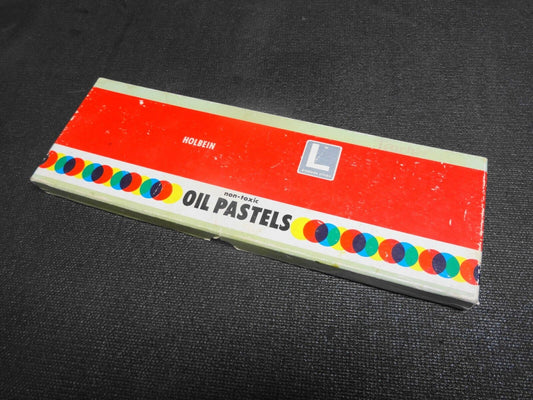 HOLBEIN
L
non-toxic
OIL PASTELS